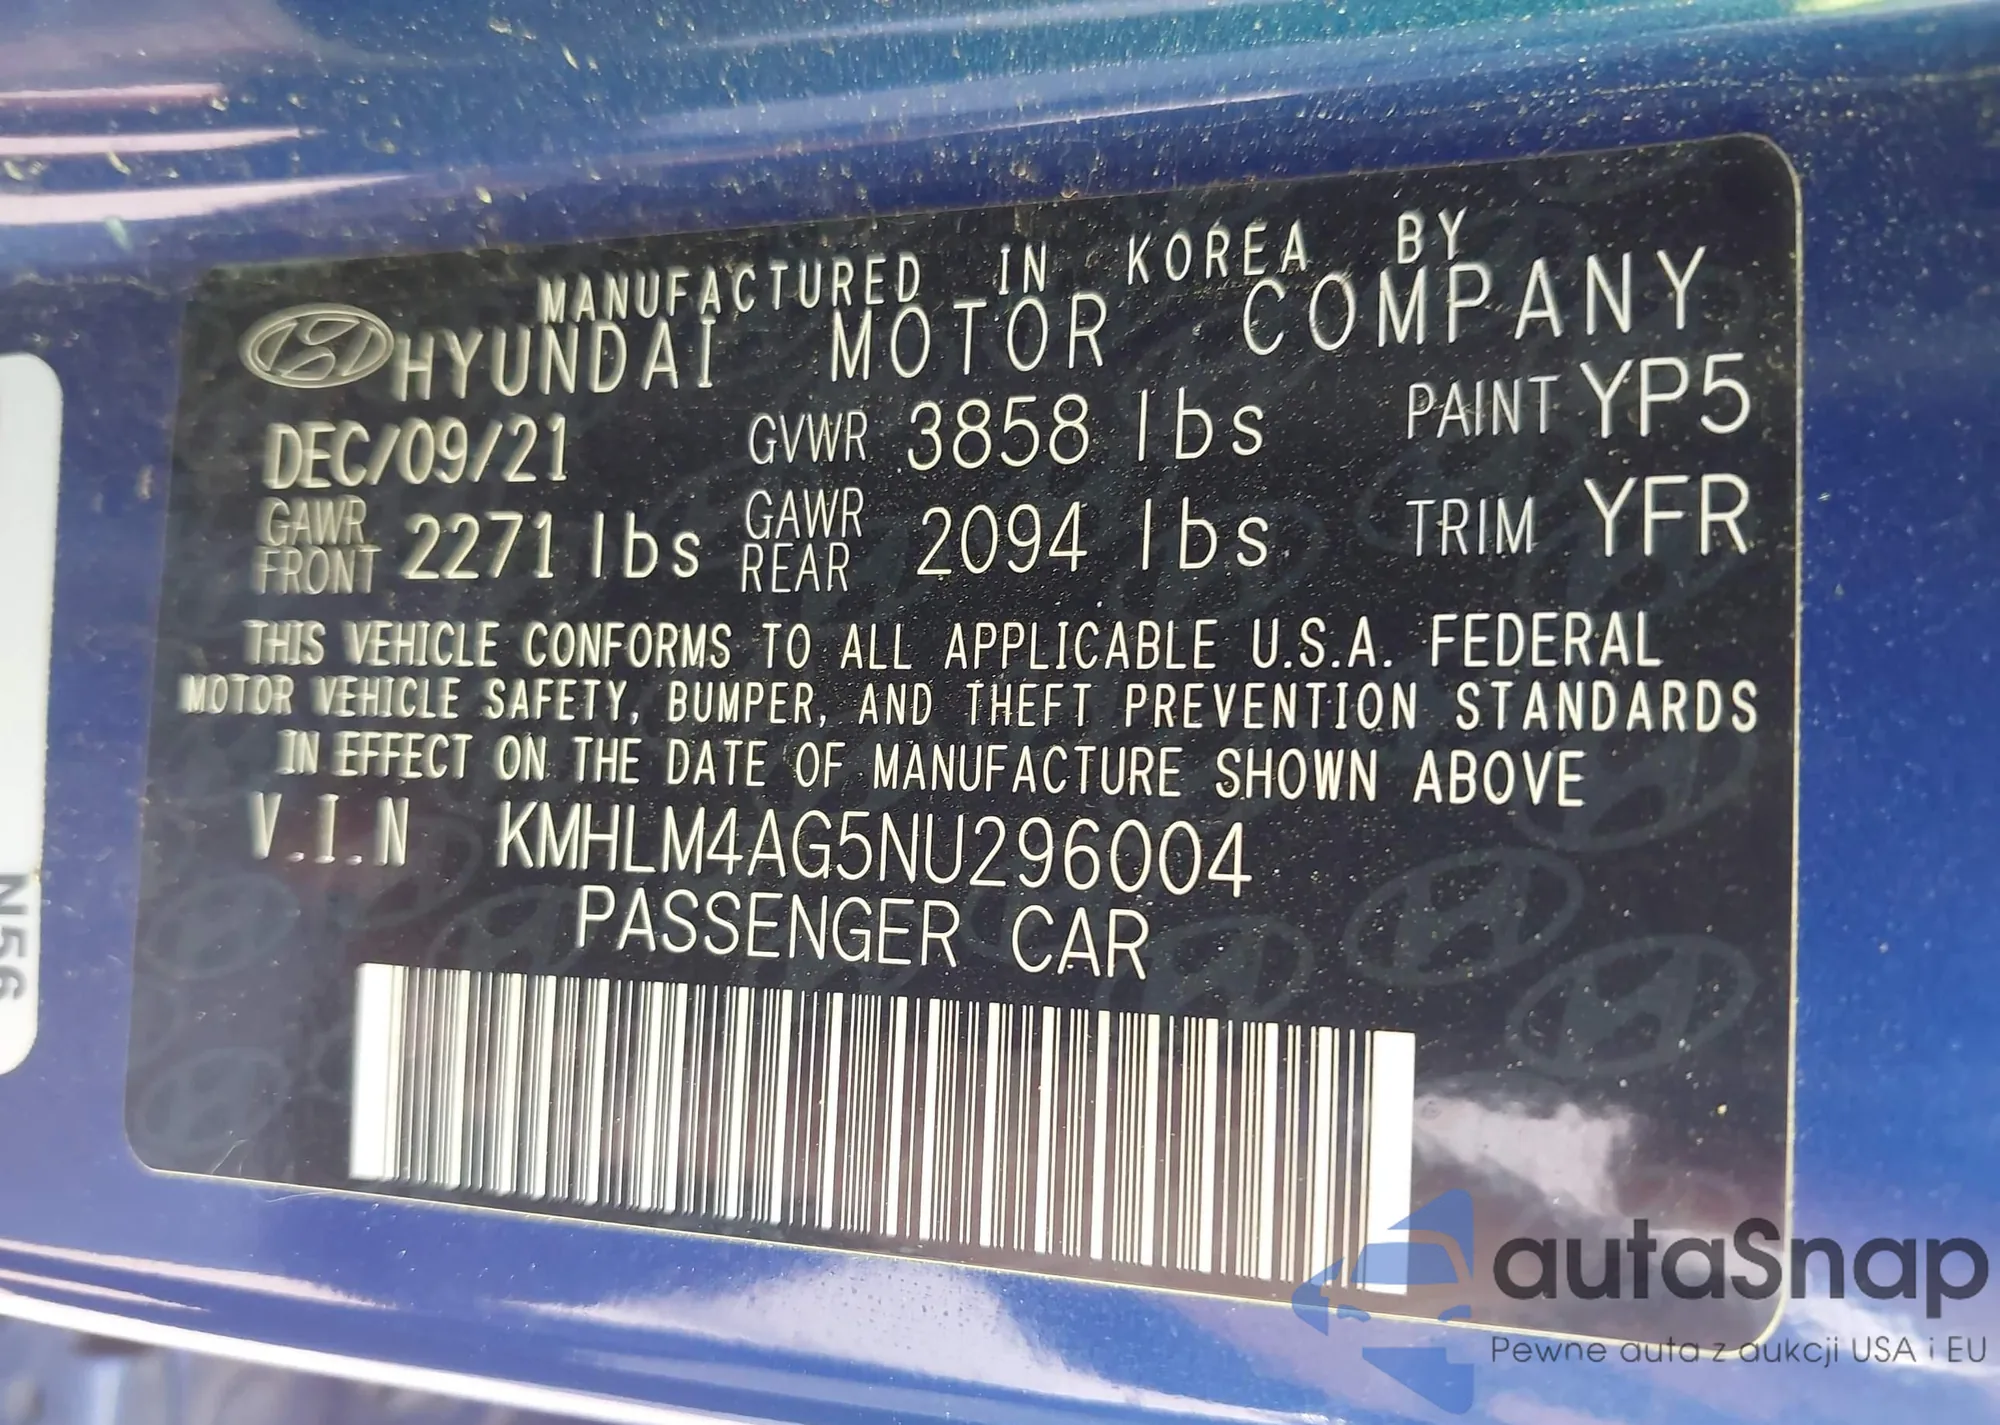 MANUFACTURED IN KOREA BY
HYUNDAI MOTOR COMPANY
DEC/09/21 GVWR 3858 lbs PAINT YP5
GAWR FRONT 2271 lbs GAWR REAR 2094 lbs TRIM YFR
THIS VEHICLE CONFORMS TO ALL APPLICABLE U.S.A. FEDERAL
MOTOR VEHICLE SAFETY, BUMPER, AND THEFT PREVENTION STANDARDS
IN EFFECT ON THE DATE OF MANUFACTURE SHOWN ABOVE
V.I.N KMHLM4AG5NU296004
PASSENGER CAR
N56
autaSnap
Pewne auta z aukcji USA i EU